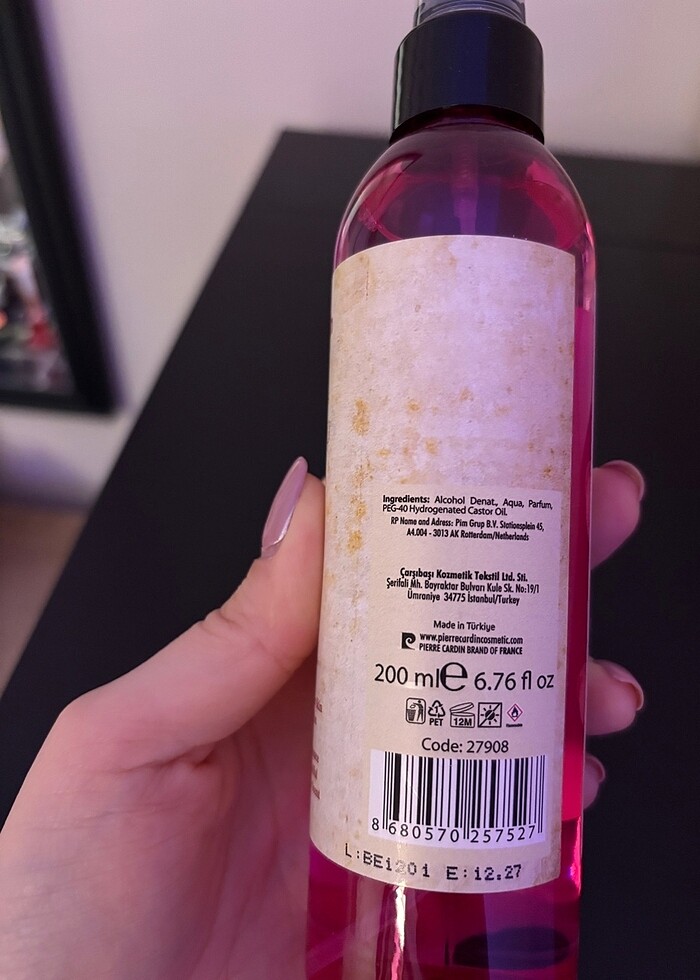 Ingredients: Alcohol Denat., Aqua, Parfum,
PEG-40 Hydrogenated Castor Oil.
RP Name and Adress: Pim Grup B.V. Stationsplein 45,
A4.004 - 3013 AK Rotterdam/Netherlands
Çarşıbaşı Kozmetik Tekstil Ltd. Sti.
Şerifali Mh. Bayraktar Bulvarı Kule Sk. No:19/1
Ümraniye 34775 İstanbul/Turkey
Made in Türkiye
www.pierrecardincosmetic.com
PIERRE CARDIN BRAND OF FRANCE
200 ml e 6.76 fl oz
1 PET 12M
Code: 27908
8 680570 257527
L:BE1201 E:12.27